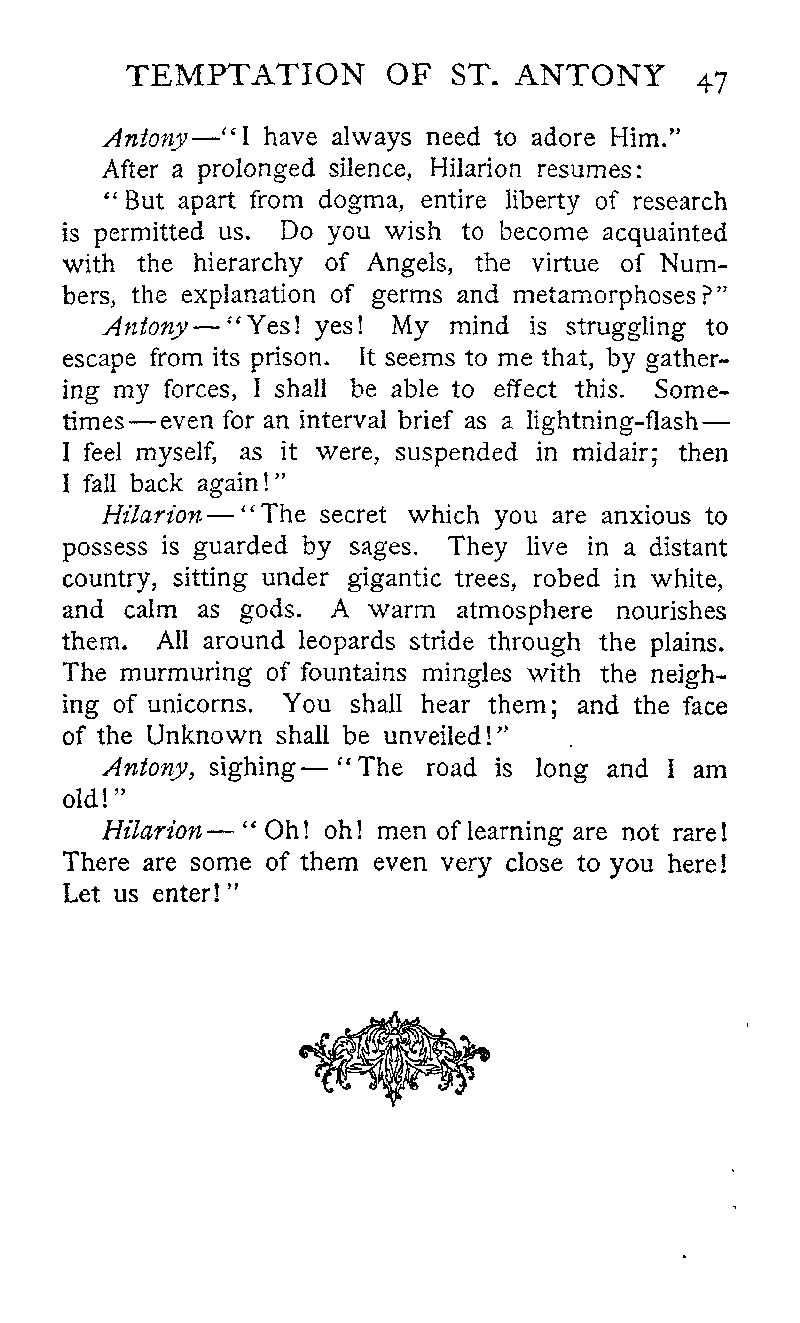 TEMPTATION OF ST. ANTONY 47
Antony—“I have always need to adore Him.”
After a prolonged silence, Hilarion resumes:
“But apart from dogma, entire liberty of research
is permitted us. Do you wish to become acquainted
with the hierarchy of Angels, the virtue of Num-
bers, the explanation of germs and metamorphoses?”
Antony—“Yes! yes! My mind is struggling to
escape from its prison. It seems to me that, by gather-
ing my forces, I shall be able to effect this. Some-
times—even for an interval brief as a lightning-flash—
I feel myself, as it were, suspended in midair; then
I fall back again!”
Hilarion—“The secret which you are anxious to
possess is guarded by sages. They live in a distant
country, sitting under gigantic trees, robed in white,
and calm as gods. A warm atmosphere nourishes
them. All around leopards stride through the plains.
The murmuring of fountains mingles with the neigh-
ing of unicorns. You shall hear them; and the face
of the Unknown shall be unveiled!”
Antony, sighing—“The road is long and I am
old!”
Hilarion—“Oh! oh! men of learning are not rare!
There are some of them even very close to you here!
Let us enter!”